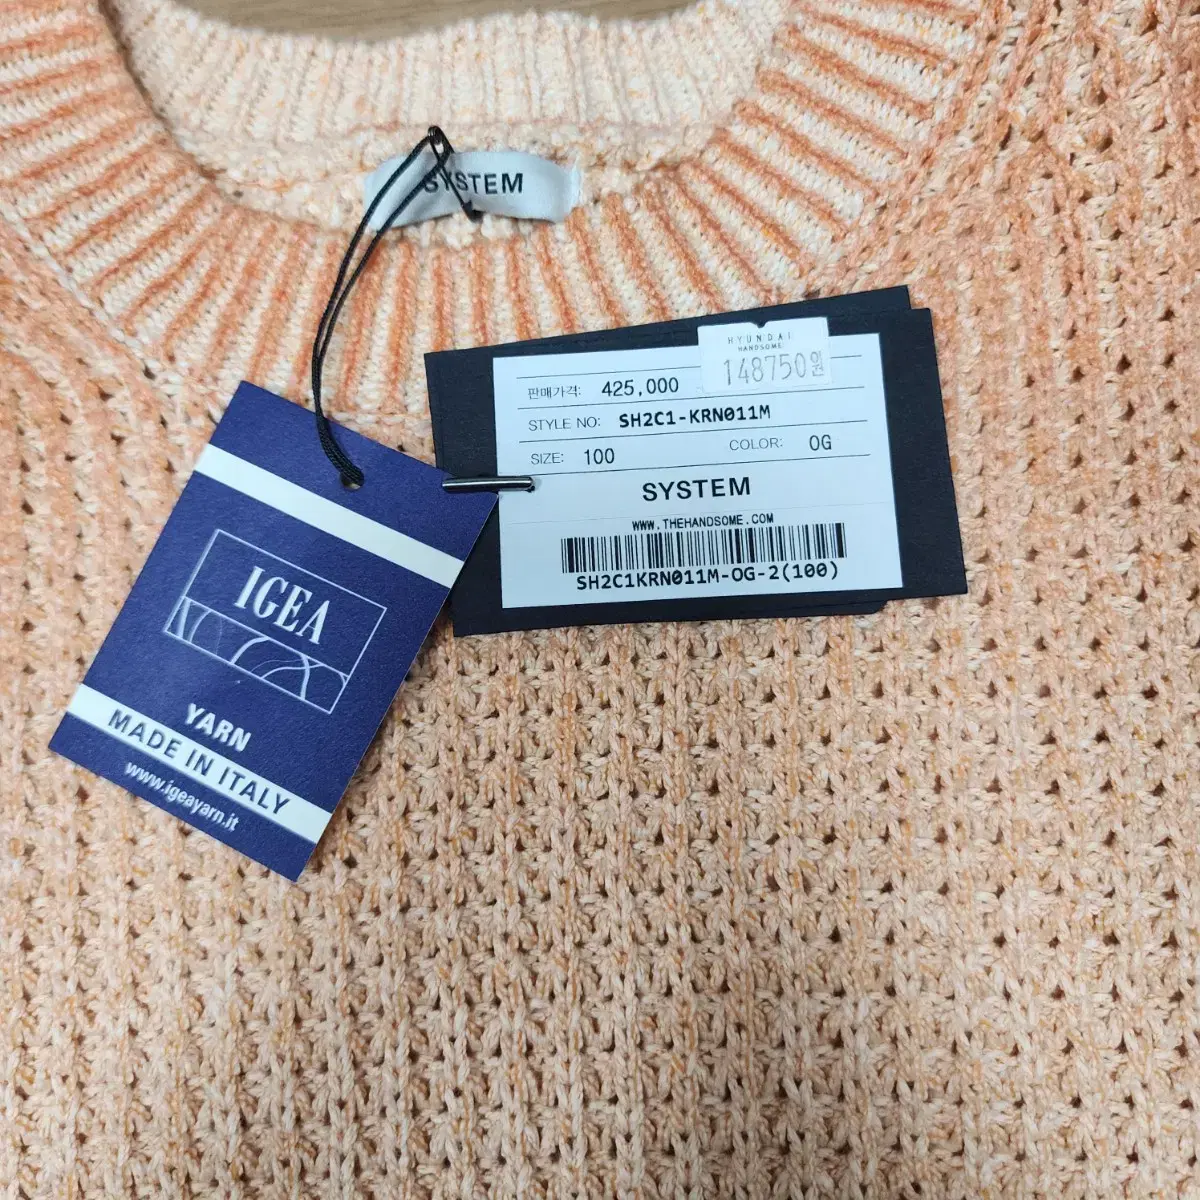 SYSTEM
HYUNDAI
HANDSOME
148750원
판매가격: 425,000
STYLE NO: SH2C1-KRN011M
SIZE: 100 COLOR: OG
SYSTEM
WWW.THEHANDSOME.COM
SH2C1KRN011M-OG-2(100)
IGEA
YARN
MADE IN ITALY
www.igeayarn.it